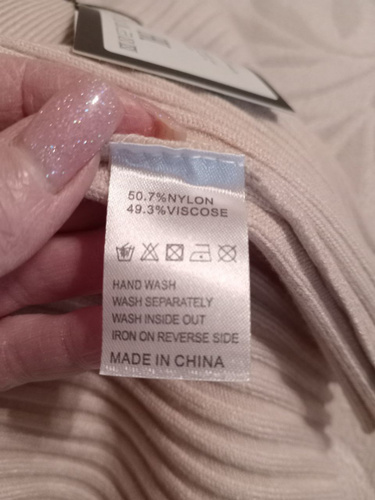 50.7%NYLON
49.3%VISCOSE
HAND WASH
WASH SEPARATELY
WASH INSIDE OUT
IRON ON REVERSE SIDE
MADE IN CHINA